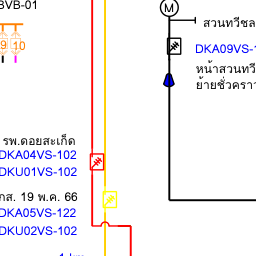 BVB-01
M
สวนทวีชล
9 10
DKA09VS-1
หน้าสวนทวี
ย้ายชั่วครา
รพ.ดอยสะเก็ด
DKA04VS-102
DKU01VS-102
กส. 19 พ.ค. 66
DKA05VS-122
DKU02VS-102